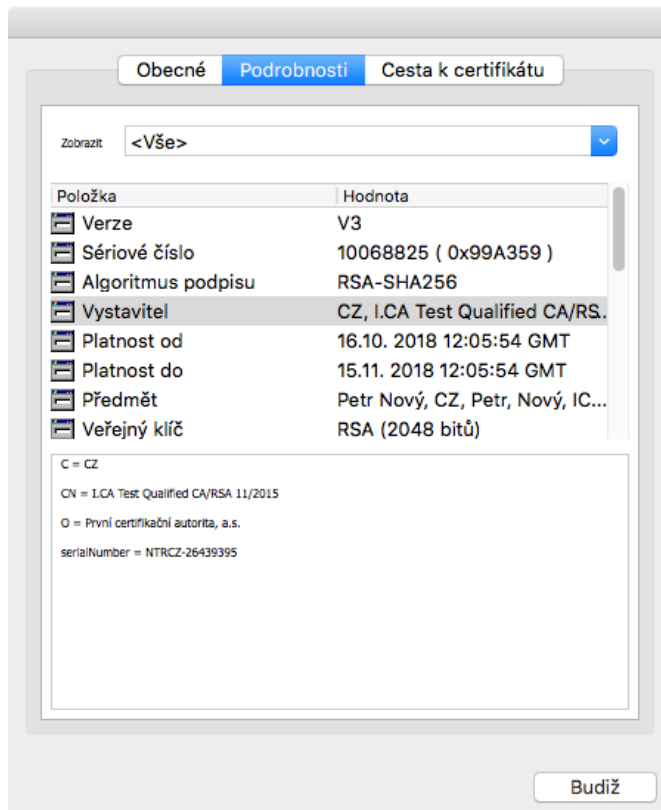 Obecné Podrobnosti Cesta k certifikátu
Zobrazit <Vše>
Položka Hodnota
Verze V3
Sériové číslo 10068825 ( 0x99A359 )
Algoritmus podpisu RSA-SHA256
Vystavitel CZ, I.CA Test Qualified CA/RS..
Platnost od 16.10. 2018 12:05:54 GMT
Platnost do 15.11. 2018 12:05:54 GMT
Předmět Petr Nový, CZ, Petr, Nový, IC...
Veřejný klíč RSA (2048 bitů)
C = CZ
CN = I.CA Test Qualified CA/RSA 11/2015
O = První certifikační autorita, a.s.
serialNumber = NTRCZ-26439395
Budiž